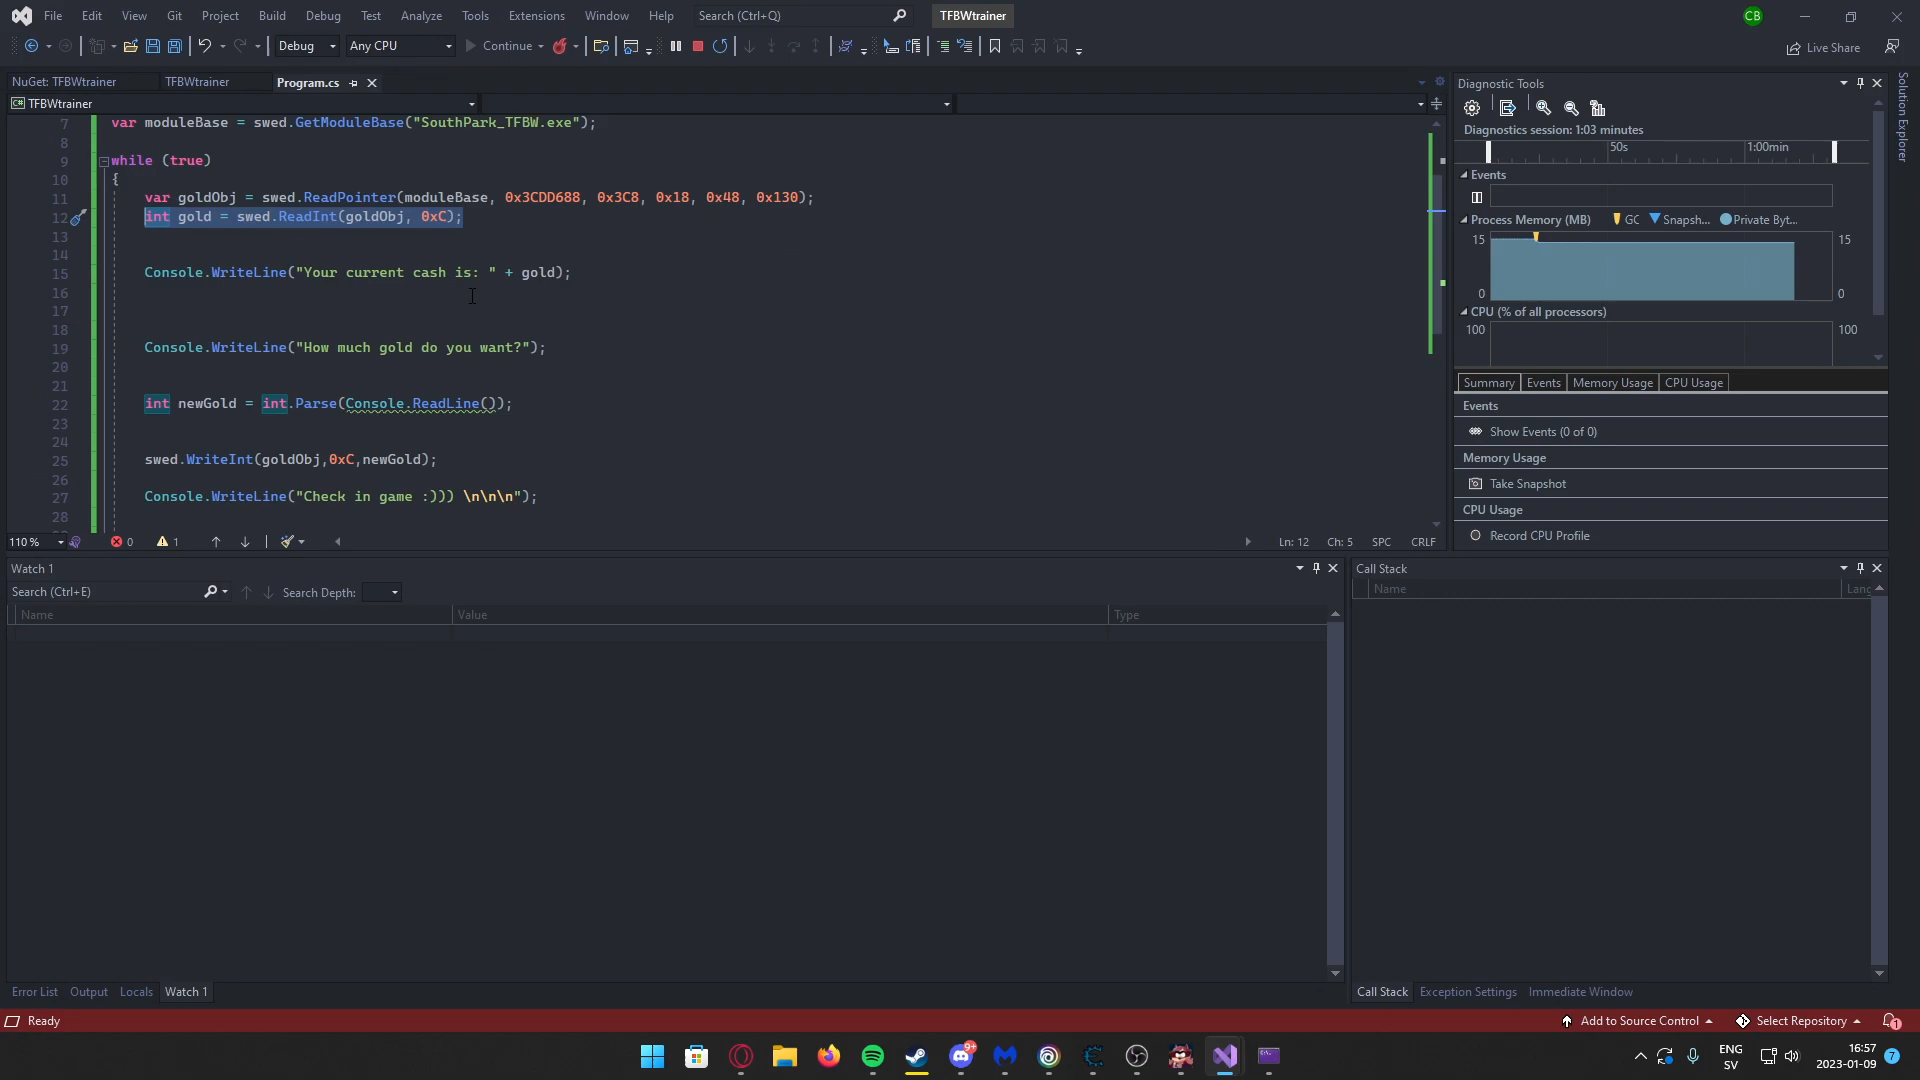 File Edit View Git Project Build Debug Test Analyze Tools Extensions Window Help Search (Ctrl+Q) TFBWtrainer CB
Debug Any CPU Continue Live Share
NuGet: TFBWtrainer TFBWtrainer Program.cs
C# TFBWtrainer
7 var moduleBase = swed.GetModuleBase("SouthPark_TFBW.exe");
8
9 while (true)
10 {
11 var goldObj = swed.ReadPointer(moduleBase, 0x3CDD688, 0x3C8, 0x18, 0x48, 0x130);
12 int gold = swed.ReadInt(goldObj, 0xC);
13
14
15 Console.WriteLine("Your current cash is: " + gold);
16
17
18
19 Console.WriteLine("How much gold do you want?");
20
21
22 int newGold = int.Parse(Console.ReadLine());
23
24
25 swed.WriteInt(goldObj,0xC,newGold);
26
27 Console.WriteLine("Check in game :))) \n\n\n");
28
110 % 0 1 Ln: 12 Ch: 5 SPC CRLF
Diagnostic Tools
Diagnostics session: 1:03 minutes
50s 1:00min
Events
Process Memory (MB) GC Snapsh... Private Byt...
15 15
0 0
CPU (% of all processors)
100 100
Summary Events Memory Usage CPU Usage
Events
Show Events (0 of 0)
Memory Usage
Take Snapshot
CPU Usage
Record CPU Profile
Solution Explorer
Watch 1
Search (Ctrl+E) Search Depth:
Name Value Type
Call Stack
Name Lang
Error List Output Locals Watch 1
Call Stack Exception Settings Immediate Window
Ready Add to Source Control Select Repository 1
9+
ENG
SV
16:57
2023-01-09
7